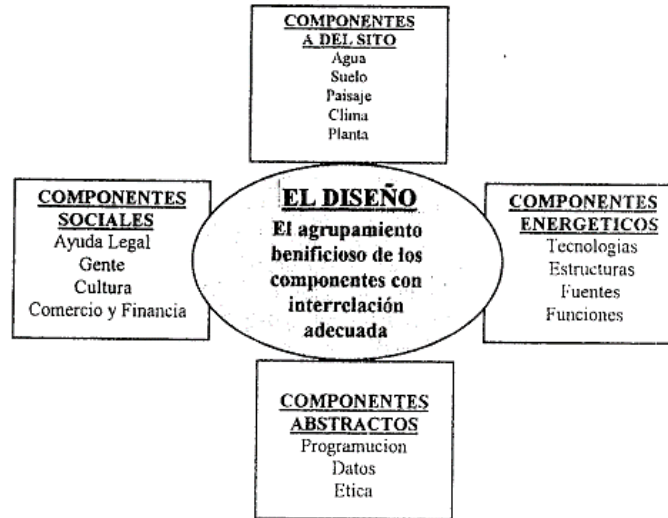 COMPONENTES
A DEL SITO
Agua
Suelo
Paisaje
Clima
Planta
COMPONENTES
SOCIALES
Ayuda Legal
Gente
Cultura
Comercio y Financia
EL DISEÑO
El agrupamiento
benificioso de los
componentes con
interrelación
adecuada
COMPONENTES
ENERGETICOS
Tecnologias
Estructuras
Fuentes
Funciones
COMPONENTES
ABSTRACTOS
Programucion
Datos
Etica